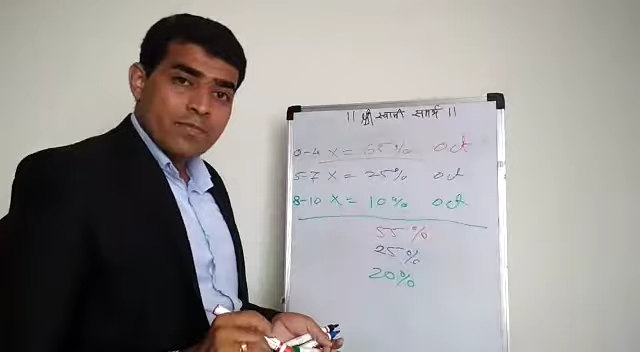 || श्री स्वामी समर्थ ||
0-4 X = 65% oct
5-7 X = 25% oct
8-10 X = 10% oct
55%
25%
20%